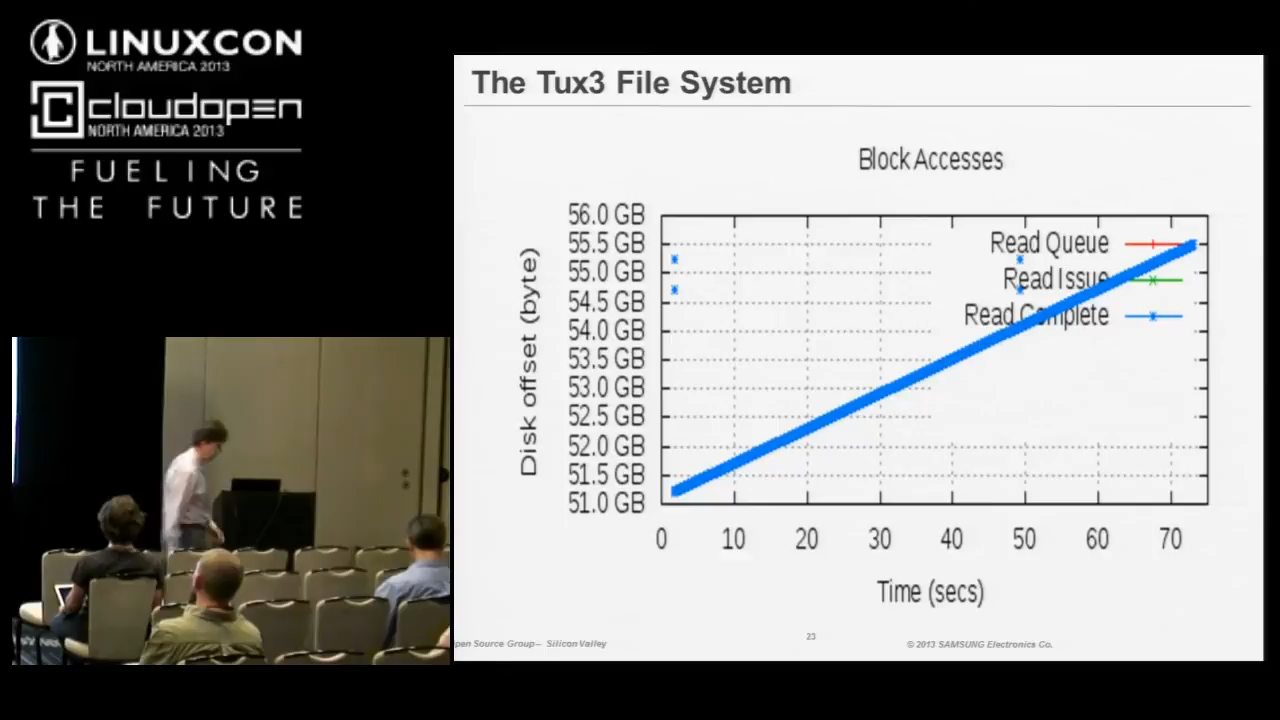 LINUXCON
NORTH AMERICA 2013
cloudopen
NORTH AMERICA 2013
FUELING
THE FUTURE
The Tux3 File System
Block Accesses
56.0 GB
55.5 GB
55.0 GB
54.5 GB
54.0 GB
53.5 GB
53.0 GB
52.5 GB
52.0 GB
51.5 GB
51.0 GB
Disk offset (byte)
Read Queue
Read Issue
Read Complete
0 10 20 30 40 50 60 70
Time (secs)
pen Source Group– Silicon Valley
23
© 2013 SAMSUNG Electronics Co.